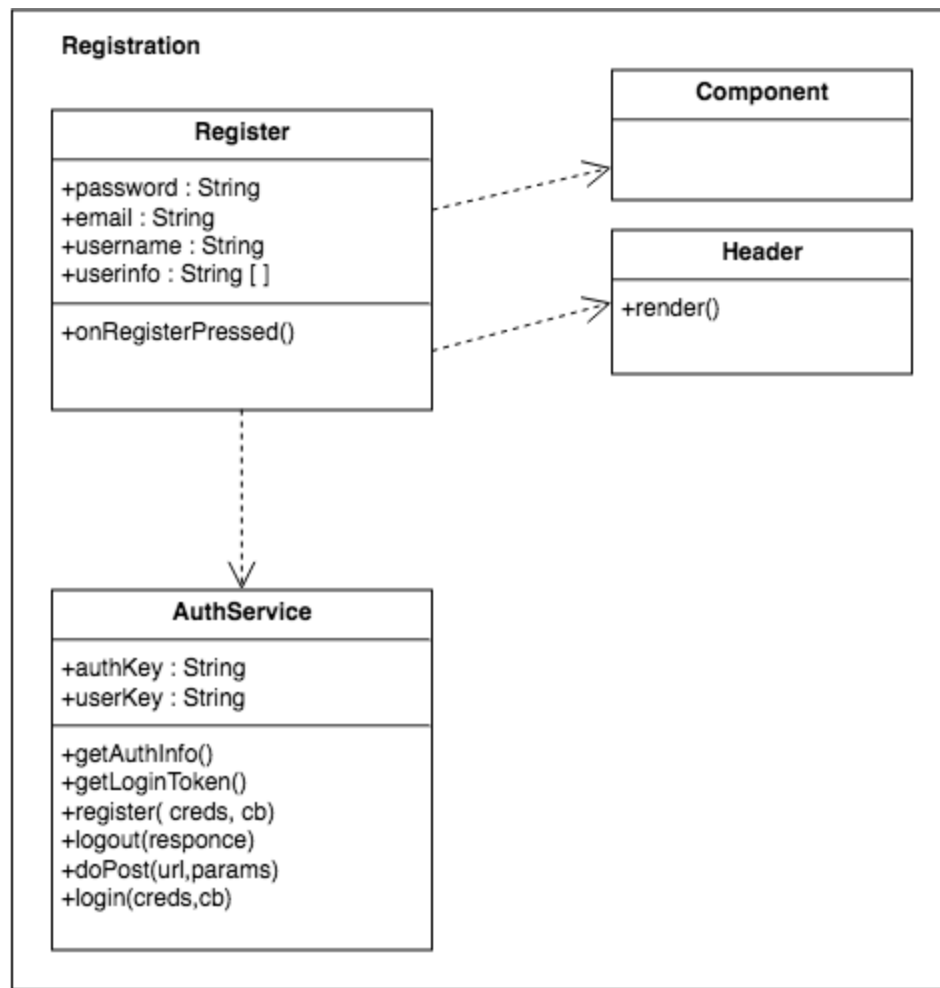 Registration
Register
+password : String
+email : String
+username : String
+userinfo : String [ ]
+onRegisterPressed()
Component
Header
+render()
AuthService
+authKey : String
+userKey : String
+getAuthInfo()
+getLoginToken()
+register( creds, cb)
+logout(responce)
+doPost(url,params)
+login(creds,cb)